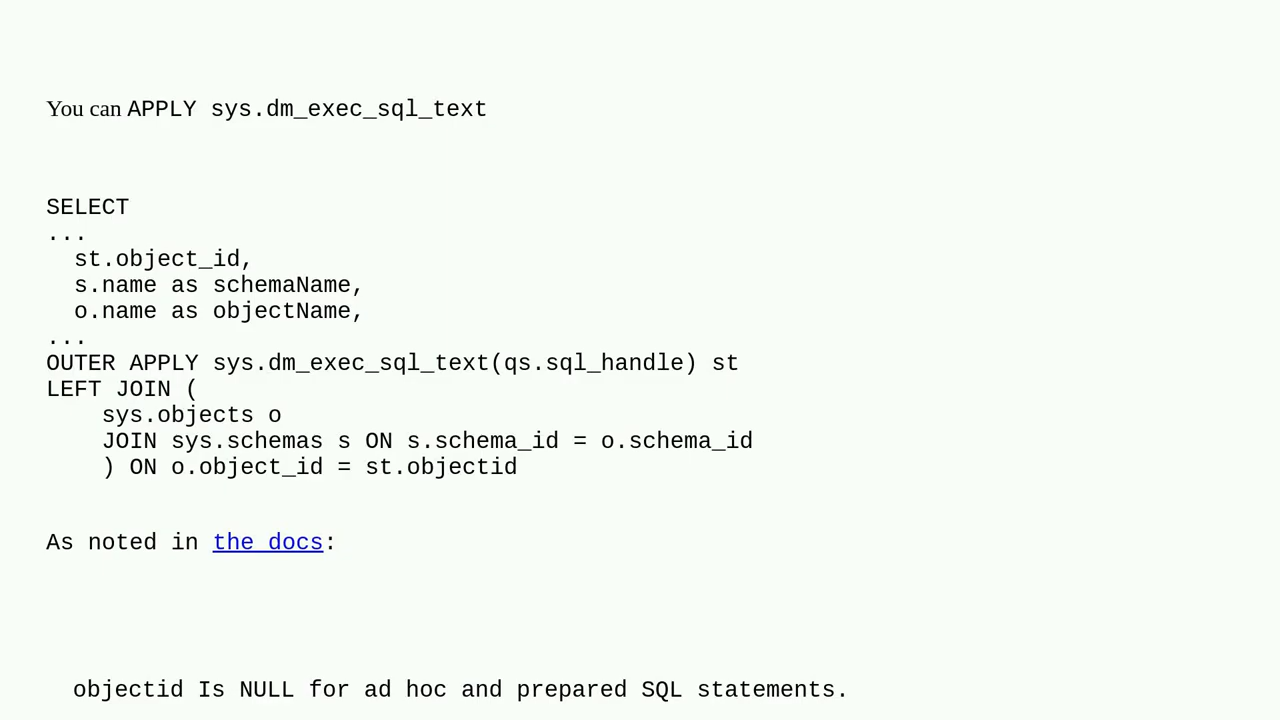 You can APPLY sys.dm_exec_sql_text
SELECT
...
  st.object_id,
  s.name as schemaName,
  o.name as objectName,
...
OUTER APPLY sys.dm_exec_sql_text(qs.sql_handle) st
LEFT JOIN (
    sys.objects o
    JOIN sys.schemas s ON s.schema_id = o.schema_id
    ) ON o.object_id = st.objectid
As noted in the docs:
objectid Is NULL for ad hoc and prepared SQL statements.